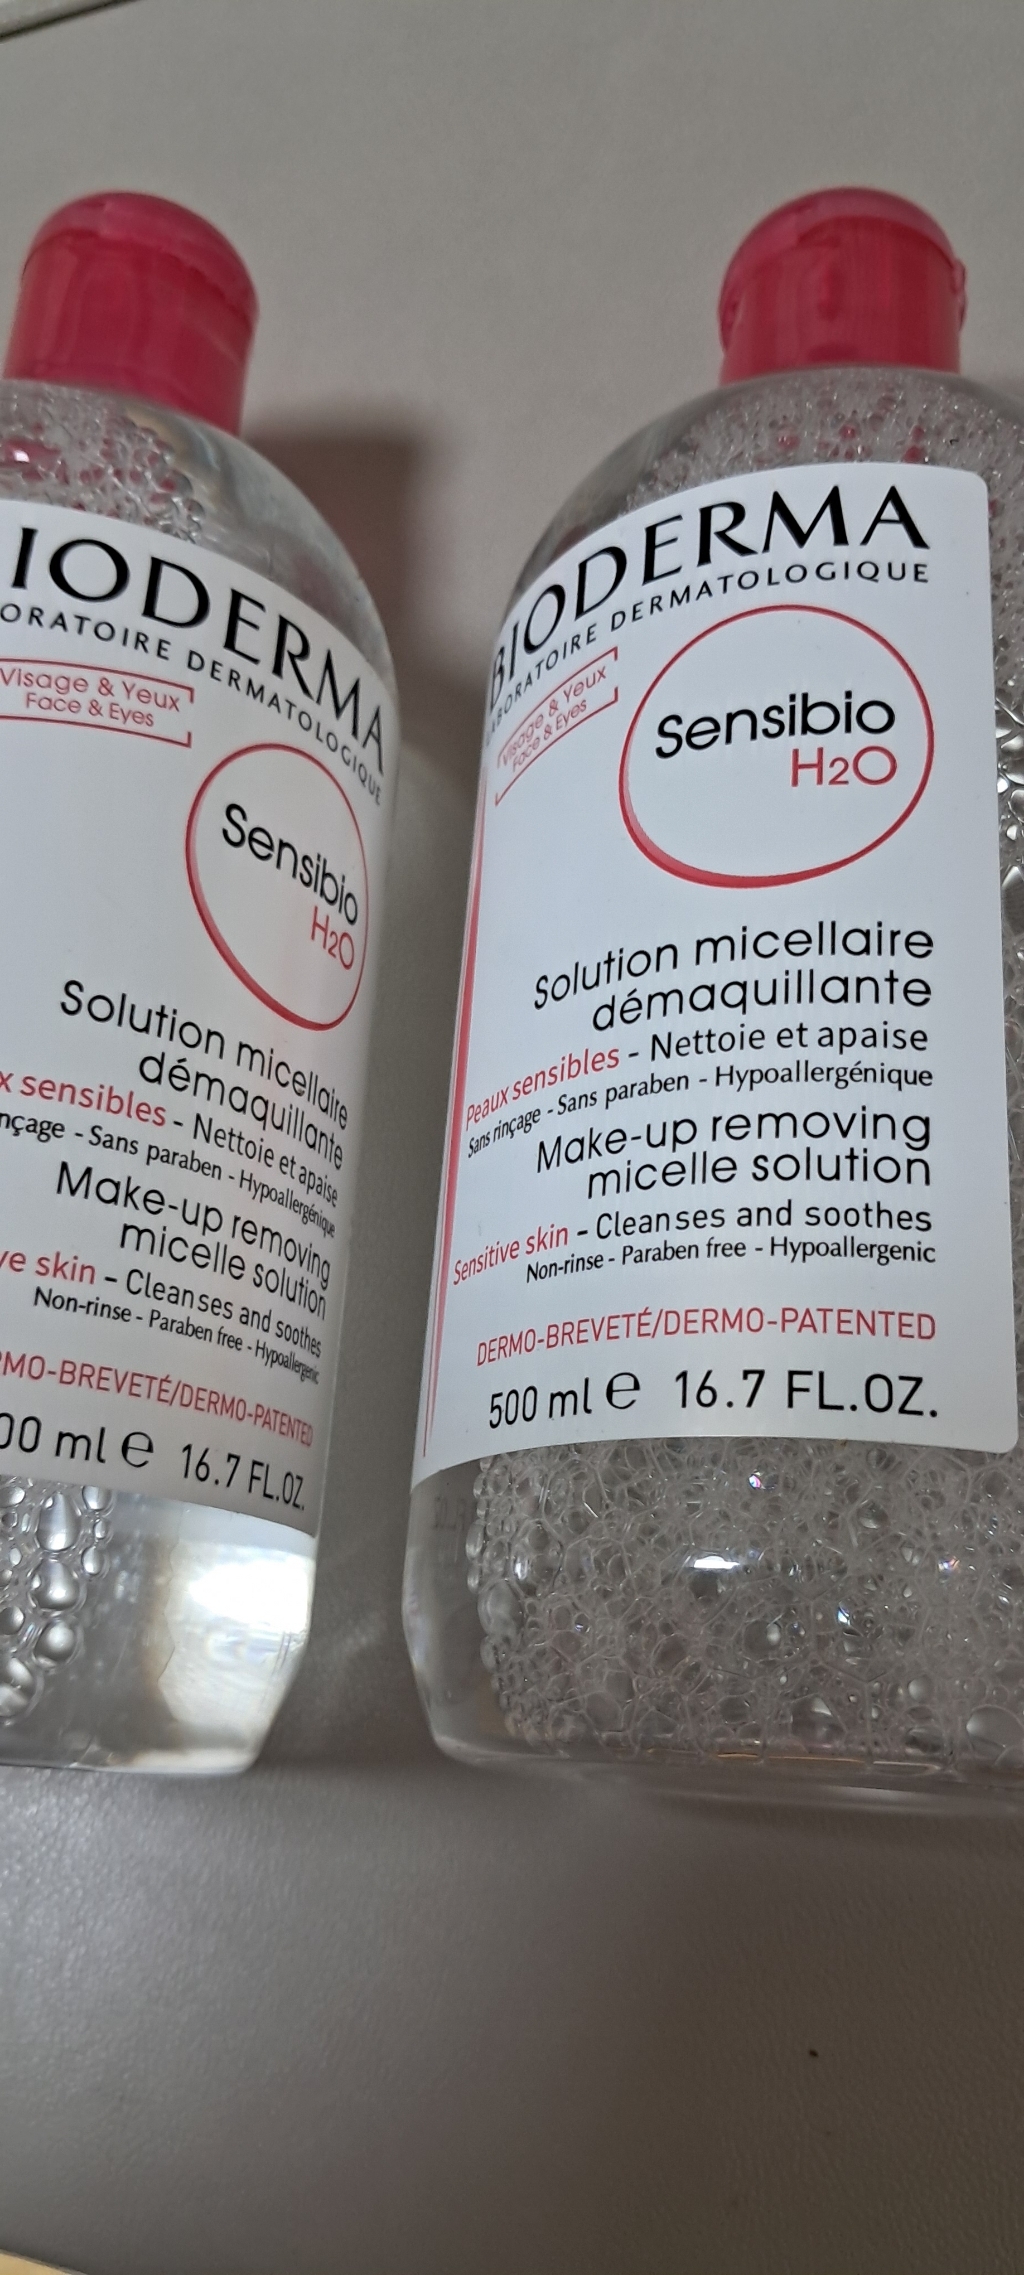 IODERMA
ORATOIRE DERMATOLOGIQUE
Visage & Yeux
Face & Eyes
Sensibio
H2O
Solution micellaire
démaquillante
x sensibles - Nettoie et apaise
nçage - Sans paraben - Hypoallergénique
Make-up removing
micelle solution
ve skin - Cleanses and soothes
Non-rinse - Paraben free - Hypoallergenic
RMO-BREVETÉ/DERMO-PATENTED
00 ml e 16.7 FL.OZ.
BIODERMA
LABORATOIRE DERMATOLOGIQUE
Visage & Yeux
Face & Eyes
Sensibio
H2O
Solution micellaire
démaquillante
Peaux sensibles - Nettoie et apaise
Sans rinçage - Sans paraben - Hypoallergénique
Make-up removing
micelle solution
Sensitive skin - Cleanses and soothes
Non-rinse - Paraben free - Hypoallergenic
DERMO-BREVETÉ/DERMO-PATENTED
500 ml e 16.7 FL.OZ.